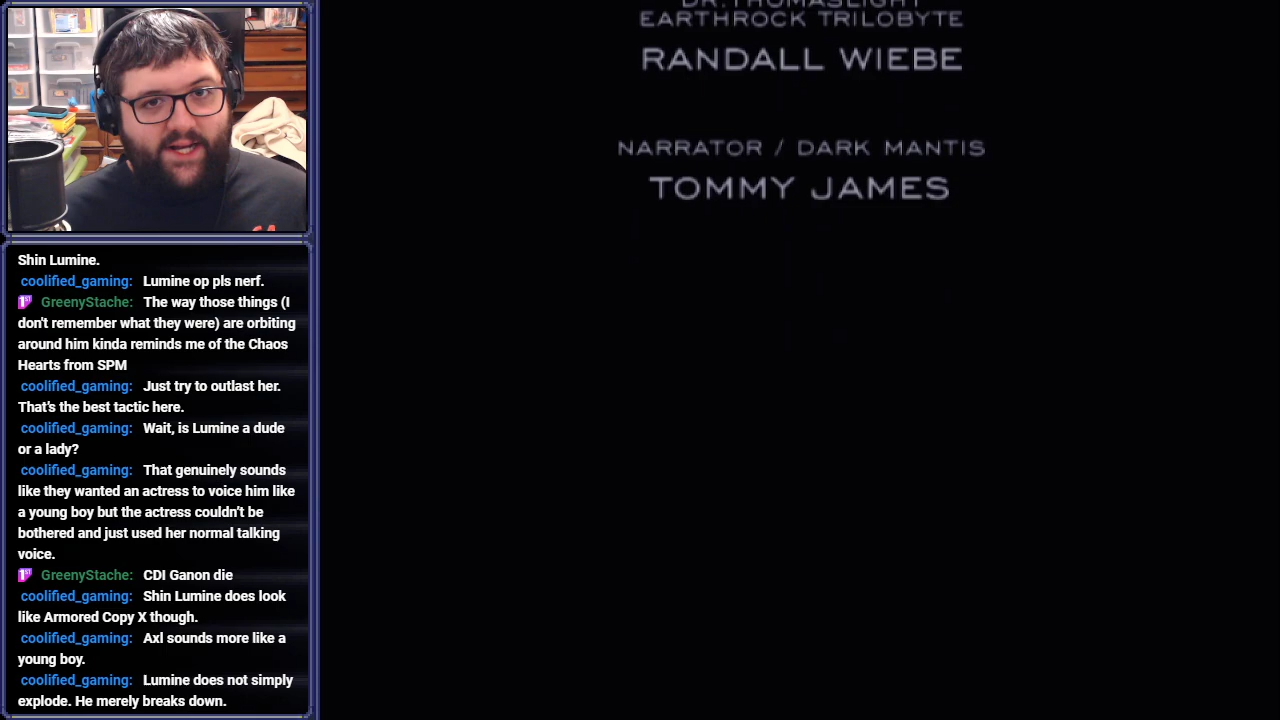 DR.THOMASLIGHT
EARTHROCK TRILOBYTE
RANDALL WIEBE
NARRATOR / DARK MANTIS
TOMMY JAMES
Shin Lumine.
coolified_gaming: Lumine op pls nerf.
1ST GreenyStache: The way those things (I
don't remember what they were) are orbiting
around him kinda reminds me of the Chaos
Hearts from SPM
coolified_gaming: Just try to outlast her.
That's the best tactic here.
coolified_gaming: Wait, is Lumine a dude
or a lady?
coolified_gaming: That genuinely sounds
like they wanted an actress to voice him like
a young boy but the actress couldn't be
bothered and just used her normal talking
voice.
1ST GreenyStache: CDI Ganon die
coolified_gaming: Shin Lumine does look
like Armored Copy X though.
coolified_gaming: Axl sounds more like a
young boy.
coolified_gaming: Lumine does not simply
explode. He merely breaks down.